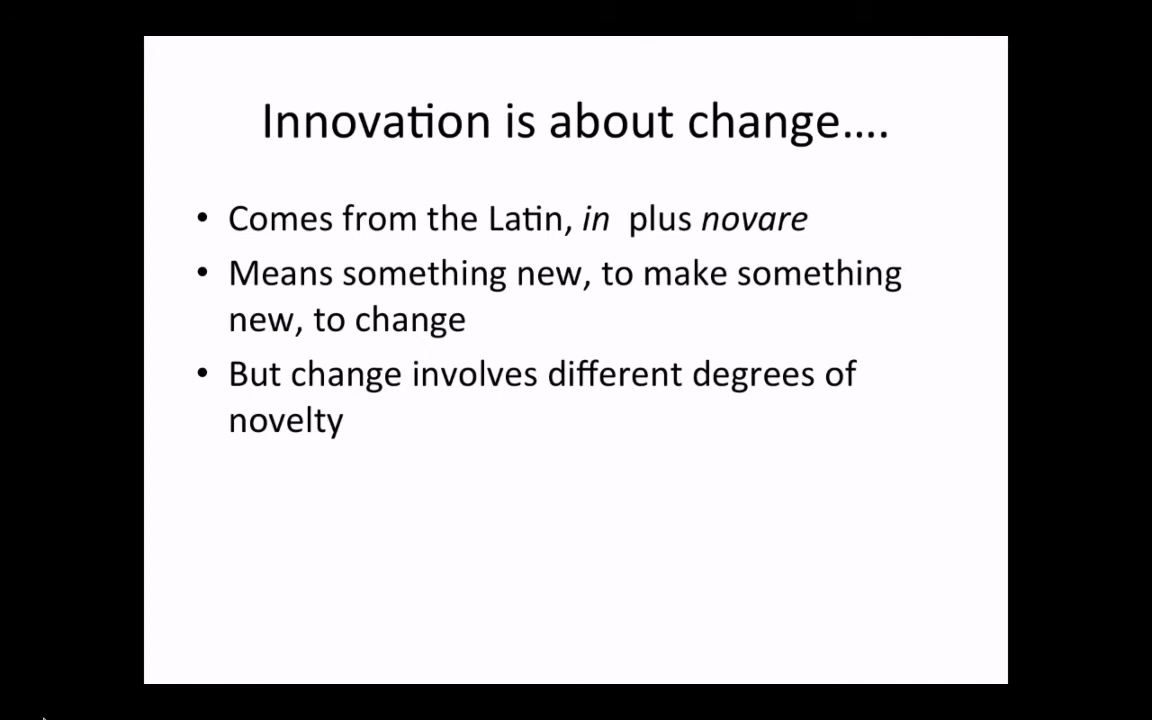 Innovation is about change....
• Comes from the Latin, in plus novare
• Means something new, to make something
new, to change
• But change involves different degrees of
novelty